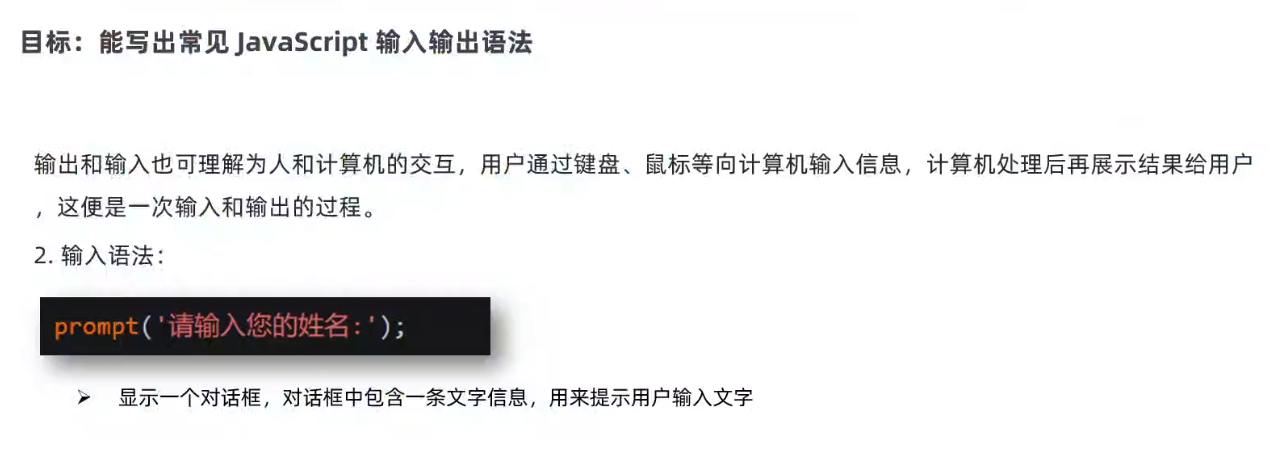 目标：能写出常见 JavaScript 输入输出语法
输出和输入也可理解为人和计算机的交互，用户通过键盘、鼠标等向计算机输入信息，计算机处理后再展示结果给用户
，这便是一次输入和输出的过程。
2. 输入语法：
prompt('请输入您的姓名:');
➢ 显示一个对话框，对话框中包含一条文字信息，用来提示用户输入文字